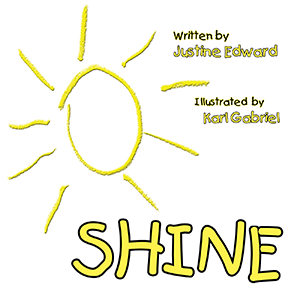 Written by
Justine Edward
Illustrated by
Karl Gabriel
SHINE